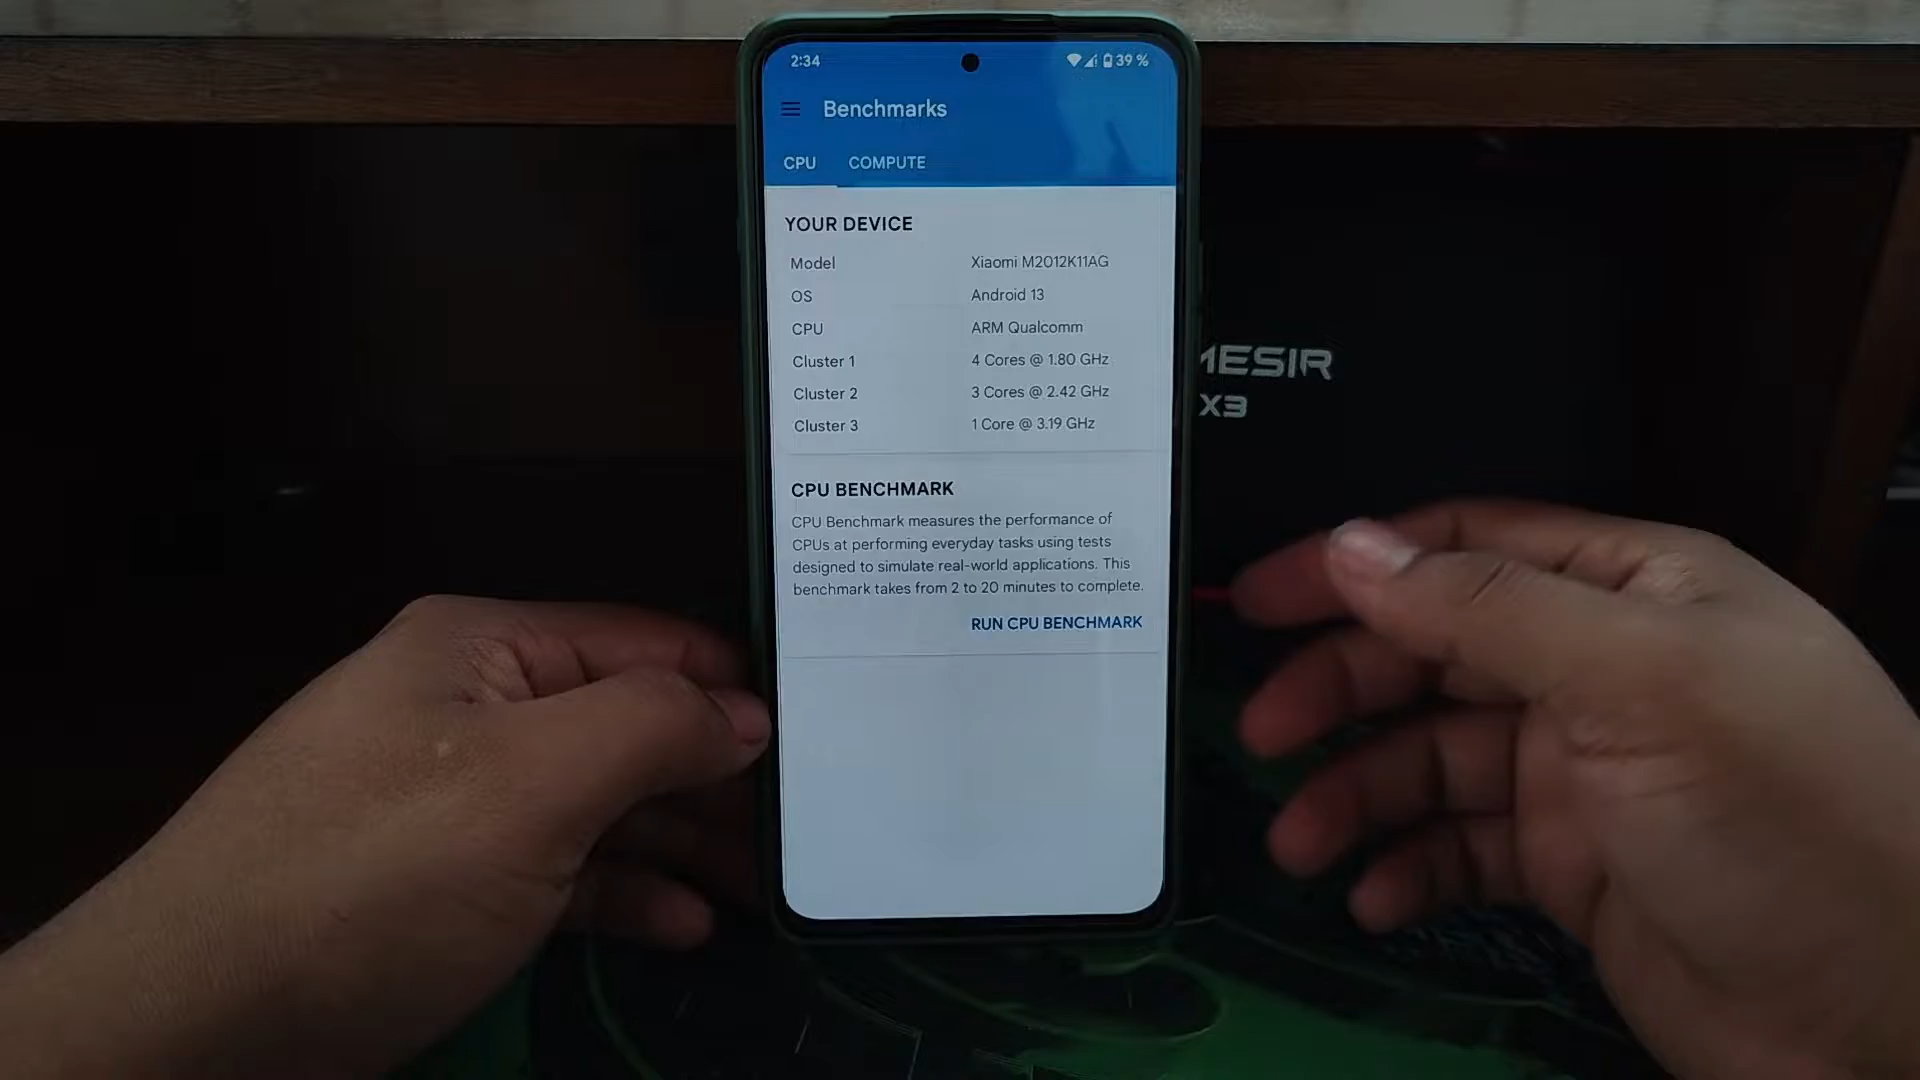 2:34
39 %
Benchmarks
CPU COMPUTE
YOUR DEVICE
Model Xiaomi M2012K11AG
OS Android 13
CPU ARM Qualcomm
Cluster 1 4 Cores @ 1.80 GHz
Cluster 2 3 Cores @ 2.42 GHz
Cluster 3 1 Core @ 3.19 GHz
CPU BENCHMARK
CPU Benchmark measures the performance of
CPUs at performing everyday tasks using tests
designed to simulate real-world applications. This
benchmark takes from 2 to 20 minutes to complete.
RUN CPU BENCHMARK
MESIR
X3